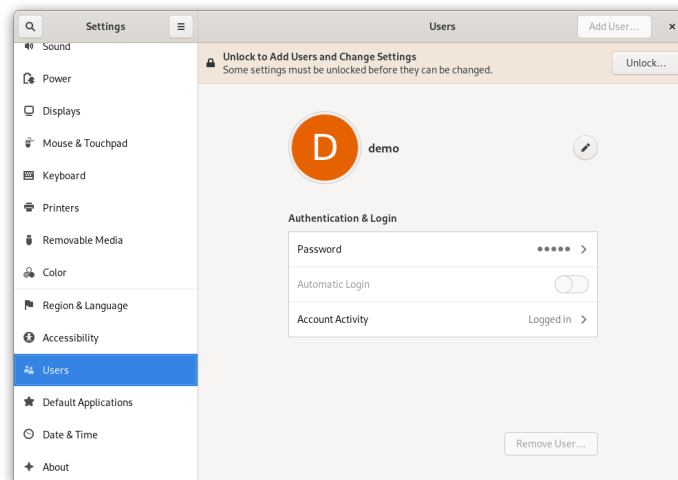 Settings
Users
Add User...
Sound
Power
Displays
Mouse & Touchpad
Keyboard
Printers
Removable Media
Color
Region & Language
Accessibility
Users
Default Applications
Date & Time
About
Unlock to Add Users and Change Settings
Some settings must be unlocked before they can be changed.
Unlock...
D
demo
Authentication & Login
Password
●●●●●
Automatic Login
Account Activity
Logged in
Remove User...